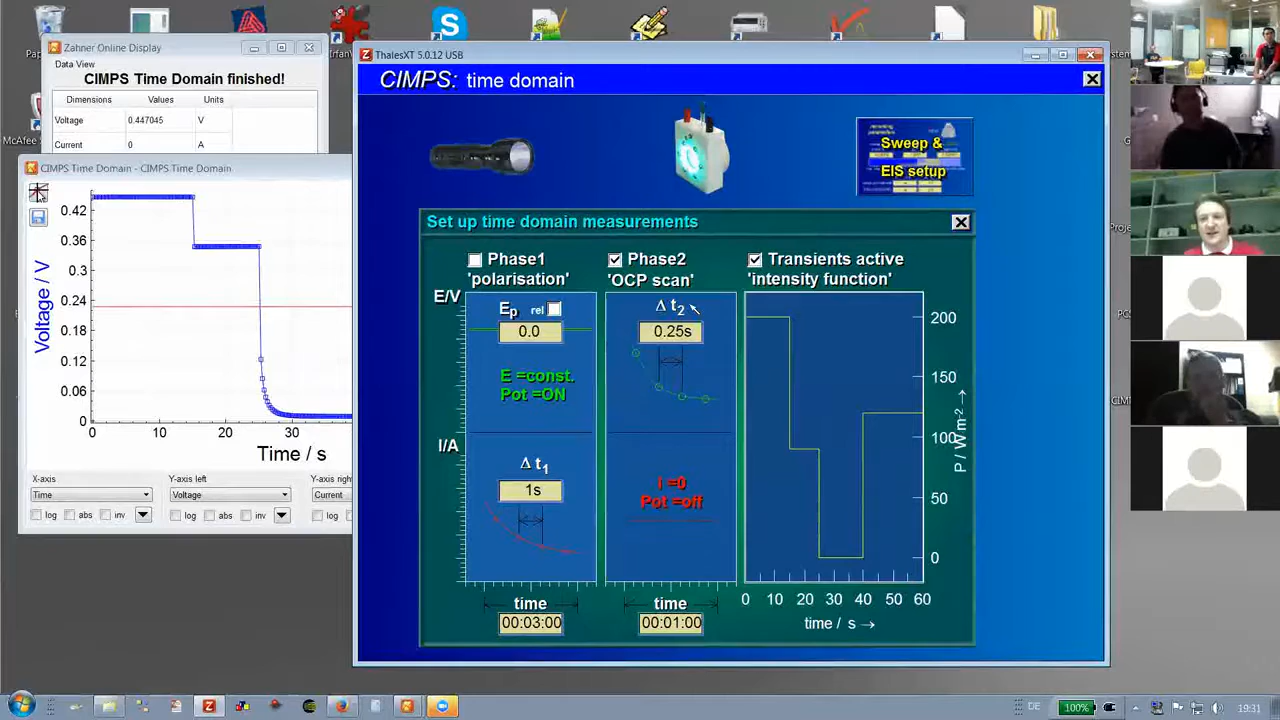 Zahner Online Display
Data View
CIMPS Time Domain finished!
Dimensions Values Units
Voltage 0.447045 V
Current 0 A
McAfee
CIMPS Time Domain - CIMPS Time Domain
Voltage / V
0.42
0.36
0.3
0.24
0.18
0.12
0.06
0
0 10 20 30
Time / s
X-axis Y-axis left Y-axis right
Time Voltage Current
log abs inv log abs inv log
ThalesXT 5.0.12 USB
CIMPS: time domain
Sweep &
EIS setup
Set up time domain measurements
Phase1 Phase2 Transients active
'polarisation' 'OCP scan' 'intensity function'
E/V
Ep rel
0.0
E =const.
Pot =ON
I/A
Δ t1
1s
time
00:03:00
Δ t2
0.25s
I =0
Pot =off
time
00:01:00
200
150
100
50
0
P / W m-2 →
0 10 20 30 40 50 60
time / s →
DE 100% 19:31